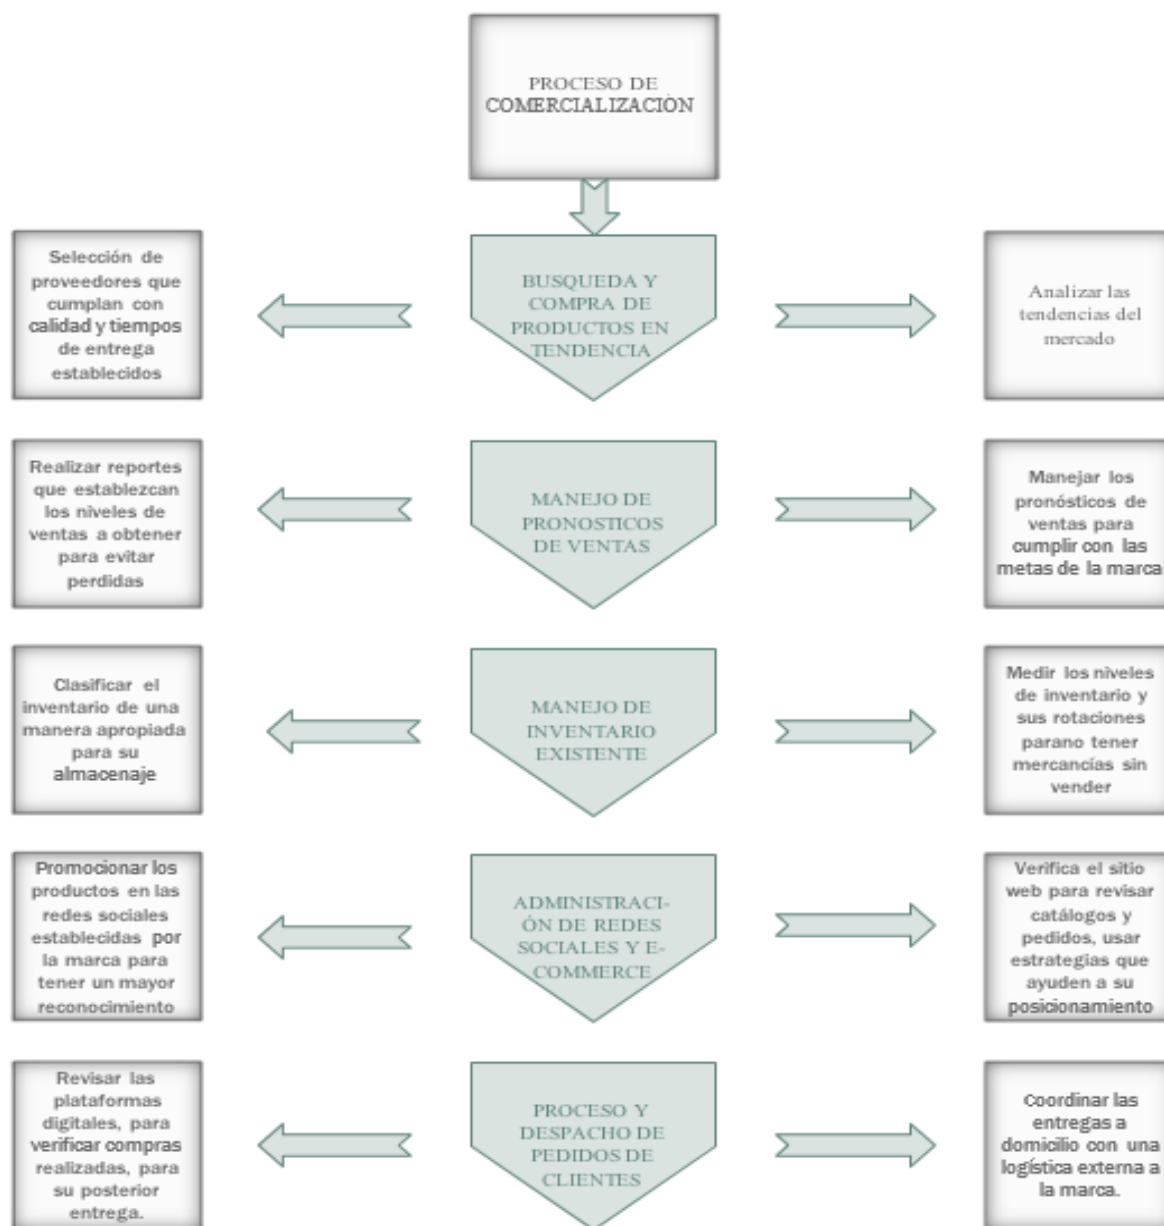 PROCESO DE
COMERCIALIZACIÓN
Selección de
proveedores que
cumplan con
calidad y tiempos
de entrega
establecidos
BUSQUEDA Y
COMPRA DE
PRODUCTOS EN
TENDENCIA
Analizar las
tendencias del
mercado
Realizar reportes
que establezcan
los niveles de
ventas a obtener
para evitar
perdidas
MANEJO DE
PRONOSTICOS
DE VENTAS
Manejar los
pronósticos de
ventas para
cumplir con las
metas de la marca
Clasificar el
inventario de una
manera apropiada
para su
almacenaje
MANEJO DE
INVENTARIO
EXISTENTE
Medir los niveles
de inventario y
sus rotaciones
parano tener
mercancías sin
vender
Promocionar los
productos en las
redes sociales
establecidas por
la marca para
tener un mayor
reconocimiento
ADMINISTRACI-
ÓN DE REDES
SOCIALES Y E-
COMMERCE
Verifica el sitio
web para revisar
catálogos y
pedidos, usar
estrategias que
ayuden a su
posicionamiento
Revisar las
plataformas
digitales, para
verificar compras
realizadas, para
su posterior
entrega.
PROCESO Y
DESPACHO DE
PEDIDOS DE
CLIENTES
Coordinar las
entregas a
domicilio con una
logística externa a
la marca.